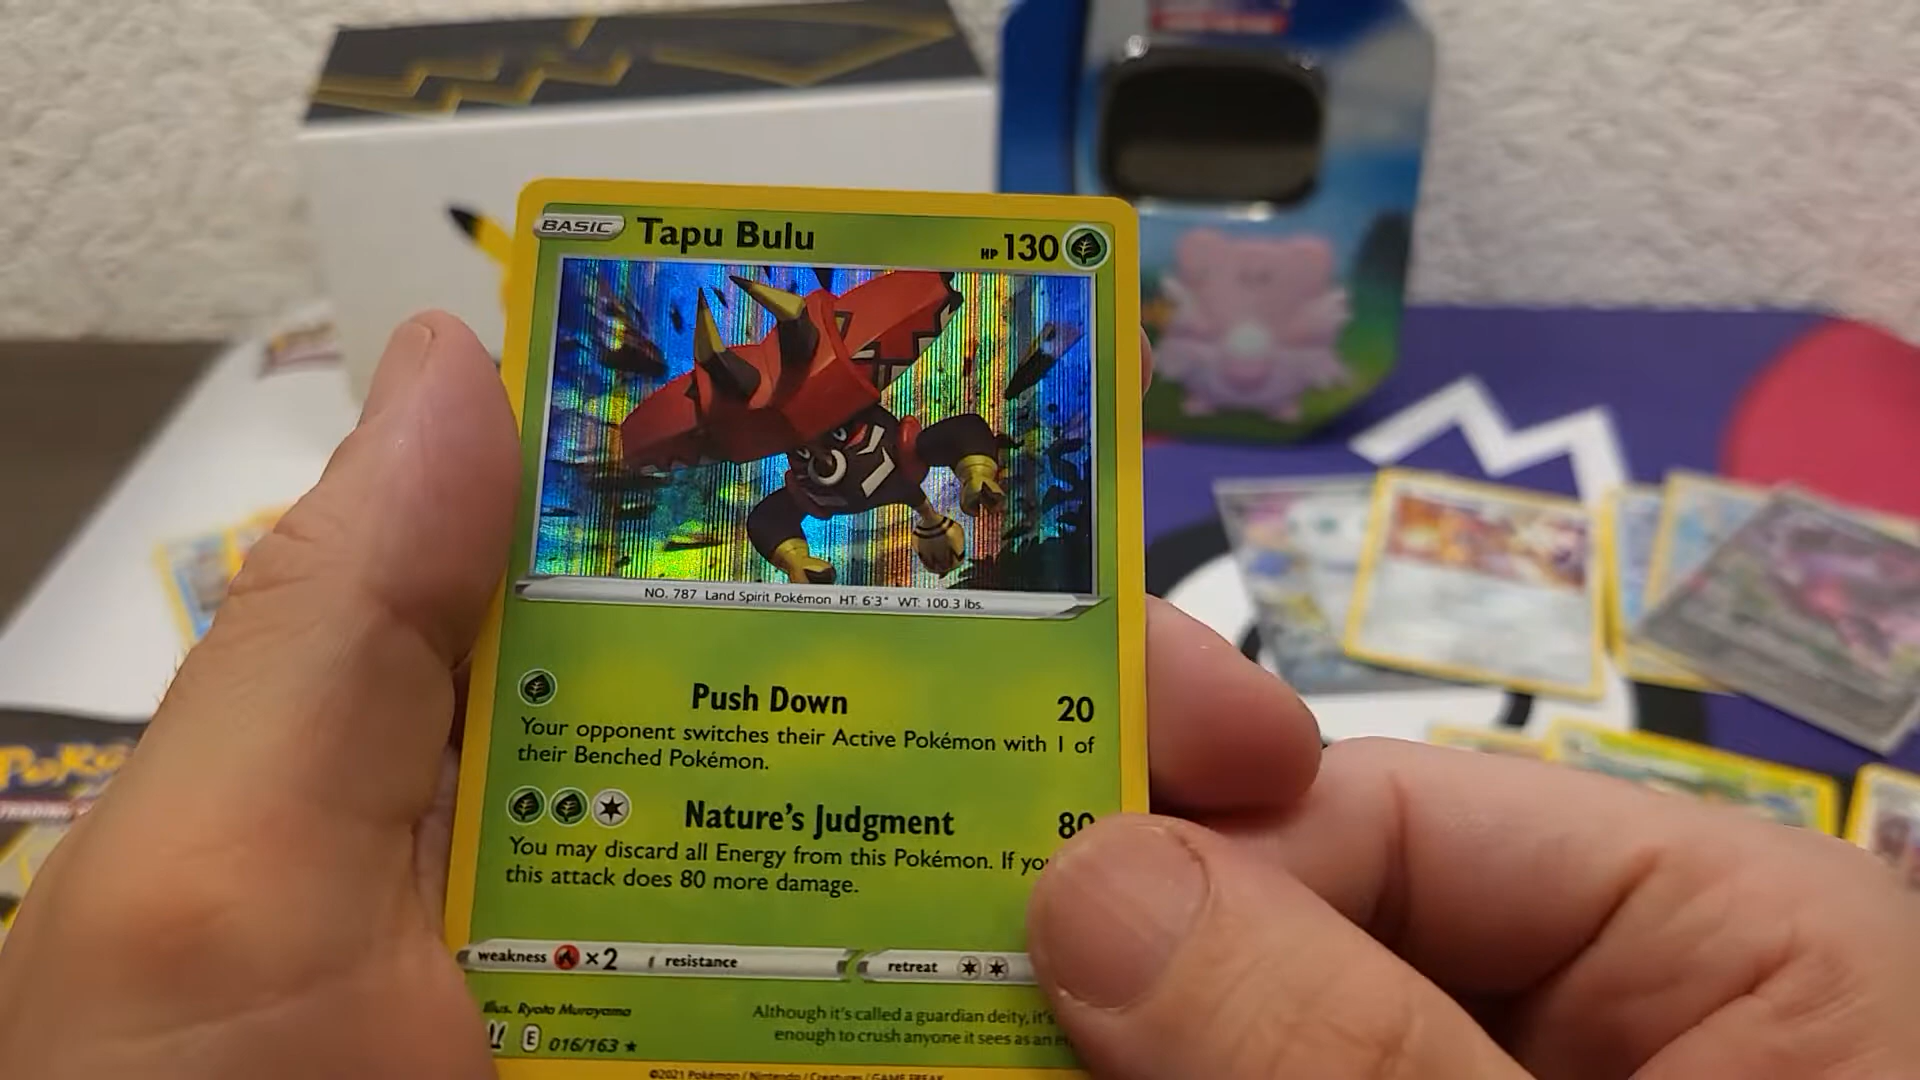 BASIC Tapu Bulu HP 130
NO. 787 Land Spirit Pokémon HT: 6'3" WT: 100.3 lbs.
Push Down 20
Your opponent switches their Active Pokémon with 1 of
their Benched Pokémon.
Nature's Judgment 80
You may discard all Energy from this Pokémon. If you
this attack does 80 more damage.
weakness ×2 resistance retreat
Illus. Ryota Murayama
Although it's called a guardian deity, it's
enough to crush anyone it sees as an
E 016/163 ★
©2021 Pokémon / Nintendo / Creatures / GAME FREAK